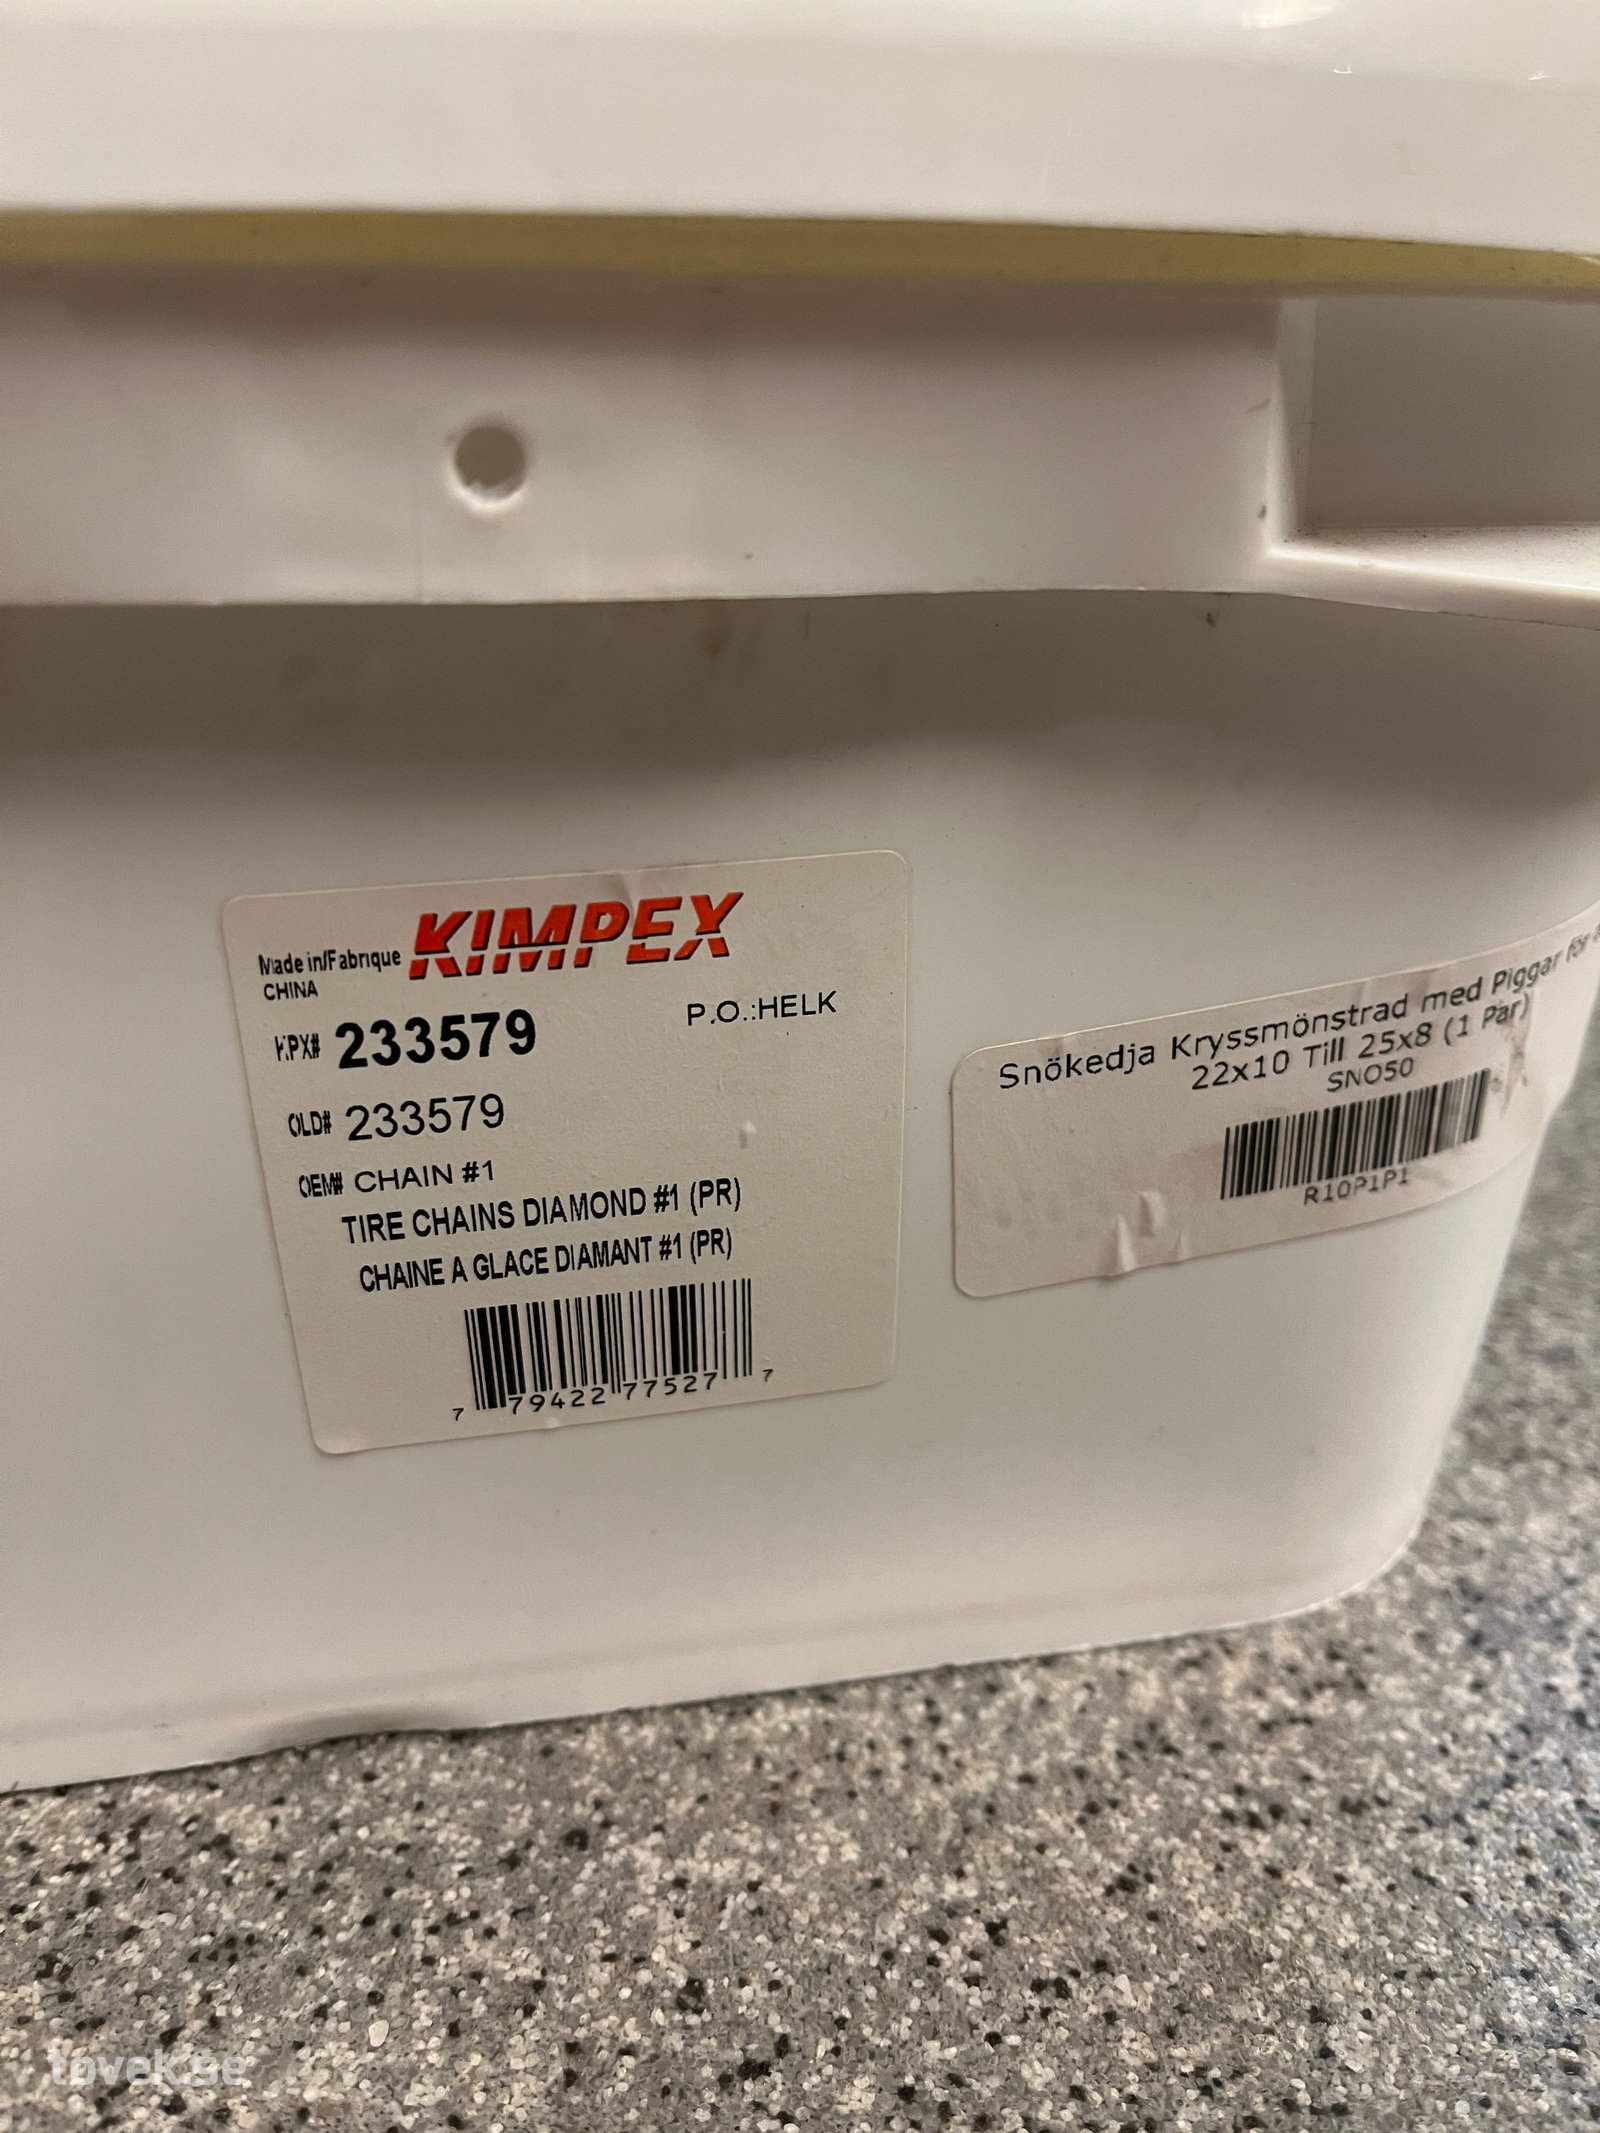 Made in/Fabrique KIMPEX
CHINA
P.O.:HELK
KPX# 233579
OLD# 233579
OEM# CHAIN #1
TIRE CHAINS DIAMOND #1 (PR)
CHAINE A GLACE DIAMANT #1 (PR)
7 79422 77527 7
Snökedja Kryssmönstrad med Piggar för
22x10 Till 25x8 (1 Par)
SNO50
R10P1P1
tovek.se